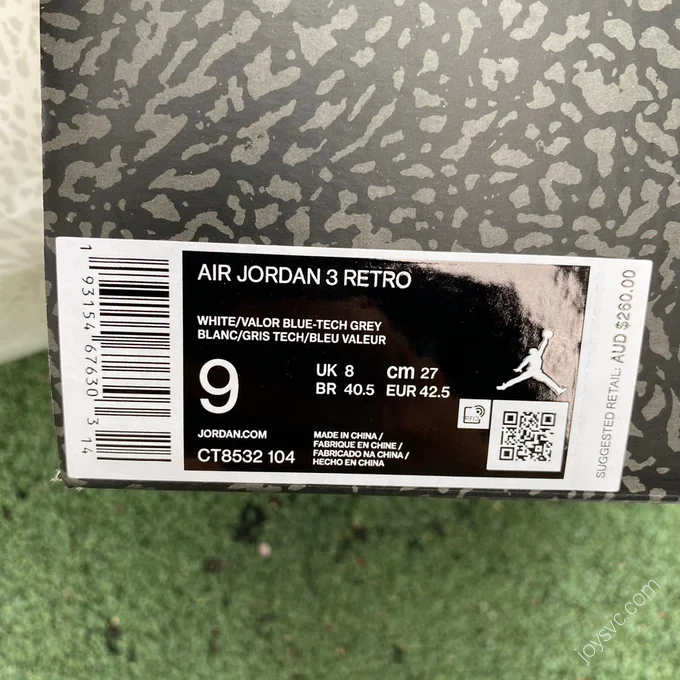 AIR JORDAN 3 RETRO
WHITE/VALOR BLUE-TECH GREY
BLANC/GRIS TECH/BLEU VALEUR
9
UK 8
cm 27
BR 40.5
EUR 42.5
JORDAN.COM
CT8532 104
MADE IN CHINA /
FABRIQUE EN CHINE /
FABRICADO NA CHINA /
HECHO EN CHINA
RFID
1 93154 67630 3 14
SUGGESTED RETAIL: AUD $260.00
joysvc.com